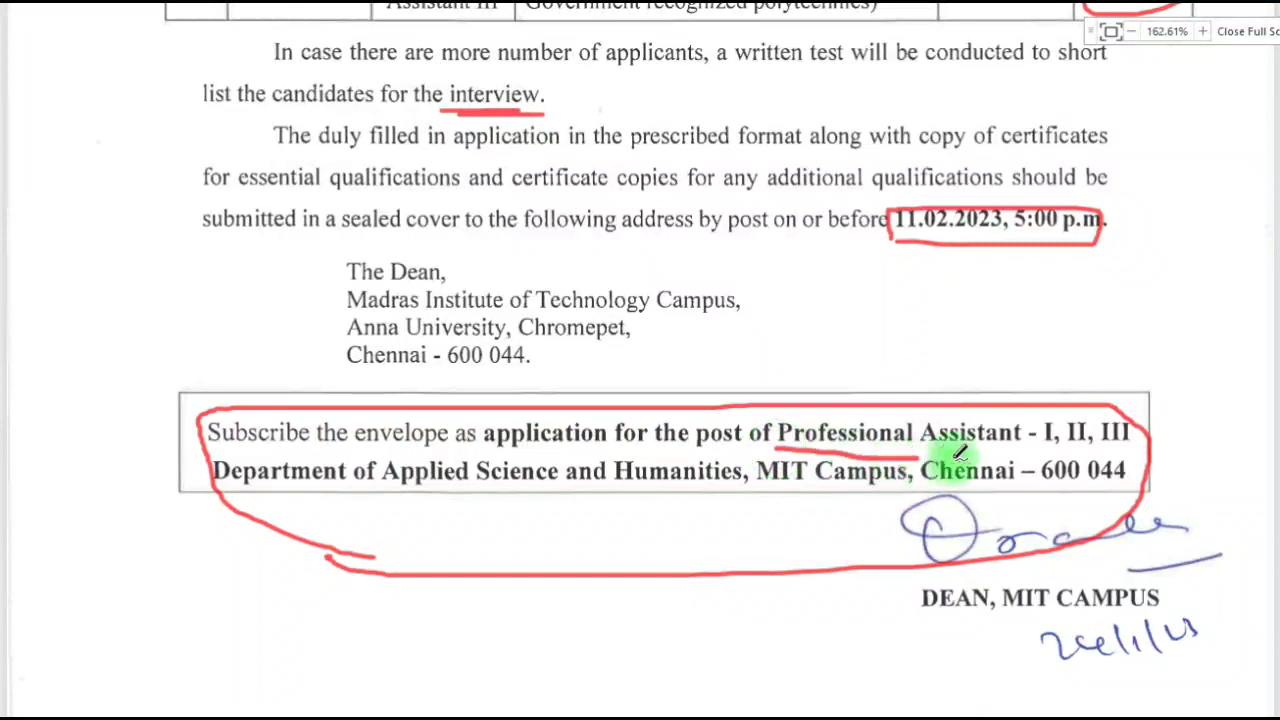 Assistant III Government recognized polytechnics)
162.61% Close Full Sc
In case there are more number of applicants, a written test will be conducted to short
list the candidates for the interview.
The duly filled in application in the prescribed format along with copy of certificates
for essential qualifications and certificate copies for any additional qualifications should be
submitted in a sealed cover to the following address by post on or before 11.02.2023, 5:00 p.m.
The Dean,
Madras Institute of Technology Campus,
Anna University, Chromepet,
Chennai - 600 044.
Subscribe the envelope as application for the post of Professional Assistant - I, II, III
Department of Applied Science and Humanities, MIT Campus, Chennai – 600 044
DEAN, MIT CAMPUS